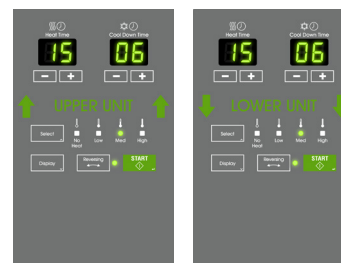 Heat Time Cool Down Time
15 06
− + − +
UPPER UNIT
Select No Heat Low Med High
Display Reversing START
Heat Time Cool Down Time
15 06
− + − +
LOWER UNIT
Select No Heat Low Med High
Display Reversing START